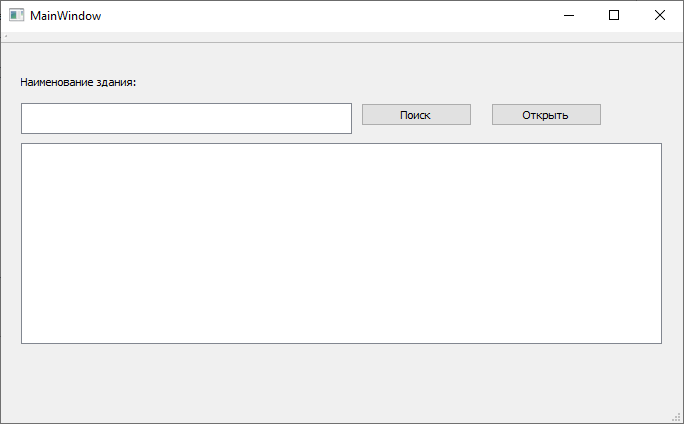 MainWindow
Наименование здания:
Поиск
Открыть